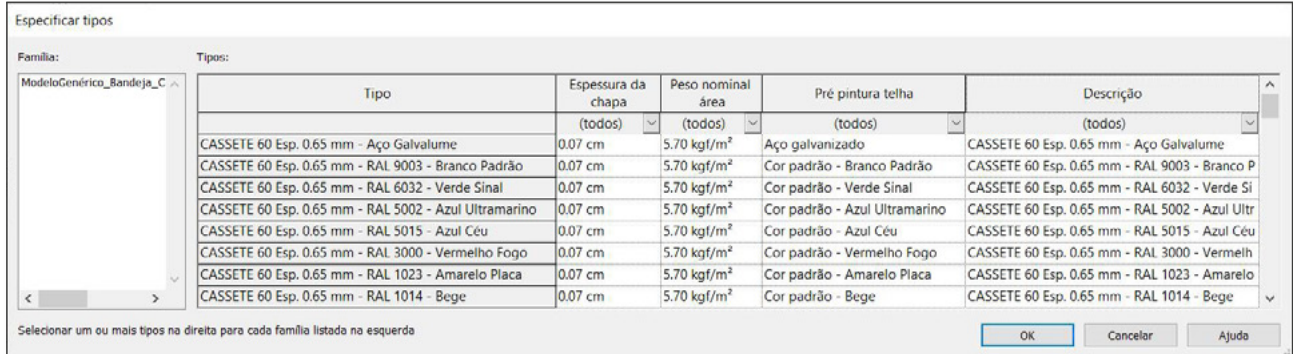 Especificar tipos
Família:
Tipos:
ModeloGenérico_Bandeja_C
Tipo
Espessura da chapa
Peso nominal área
Pré pintura telha
Descrição
(todos) (todos) (todos) (todos)
CASSETE 60 Esp. 0.65 mm - Aço Galvalume 0.07 cm 5.70 kgf/m² Aço galvanizado CASSETE 60 Esp. 0.65 mm - Aço Galvalume
CASSETE 60 Esp. 0.65 mm - RAL 9003 - Branco Padrão 0.07 cm 5.70 kgf/m² Cor padrão - Branco Padrão CASSETE 60 Esp. 0.65 mm - RAL 9003 - Branco P
CASSETE 60 Esp. 0.65 mm - RAL 6032 - Verde Sinal 0.07 cm 5.70 kgf/m² Cor padrão - Verde Sinal CASSETE 60 Esp. 0.65 mm - RAL 6032 - Verde Si
CASSETE 60 Esp. 0.65 mm - RAL 5002 - Azul Ultramarino 0.07 cm 5.70 kgf/m² Cor padrão - Azul Ultramarino CASSETE 60 Esp. 0.65 mm - RAL 5002 - Azul Ultr
CASSETE 60 Esp. 0.65 mm - RAL 5015 - Azul Céu 0.07 cm 5.70 kgf/m² Cor padrão - Azul Céu CASSETE 60 Esp. 0.65 mm - RAL 5015 - Azul Céu
CASSETE 60 Esp. 0.65 mm - RAL 3000 - Vermelho Fogo 0.07 cm 5.70 kgf/m² Cor padrão - Vermelho Fogo CASSETE 60 Esp. 0.65 mm - RAL 3000 - Vermelh
CASSETE 60 Esp. 0.65 mm - RAL 1023 - Amarelo Placa 0.07 cm 5.70 kgf/m² Cor padrão - Amarelo Placa CASSETE 60 Esp. 0.65 mm - RAL 1023 - Amarelo
CASSETE 60 Esp. 0.65 mm - RAL 1014 - Bege 0.07 cm 5.70 kgf/m² Cor padrão - Bege CASSETE 60 Esp. 0.65 mm - RAL 1014 - Bege
Selecionar um ou mais tipos na direita para cada família listada na esquerda
OK Cancelar Ajuda